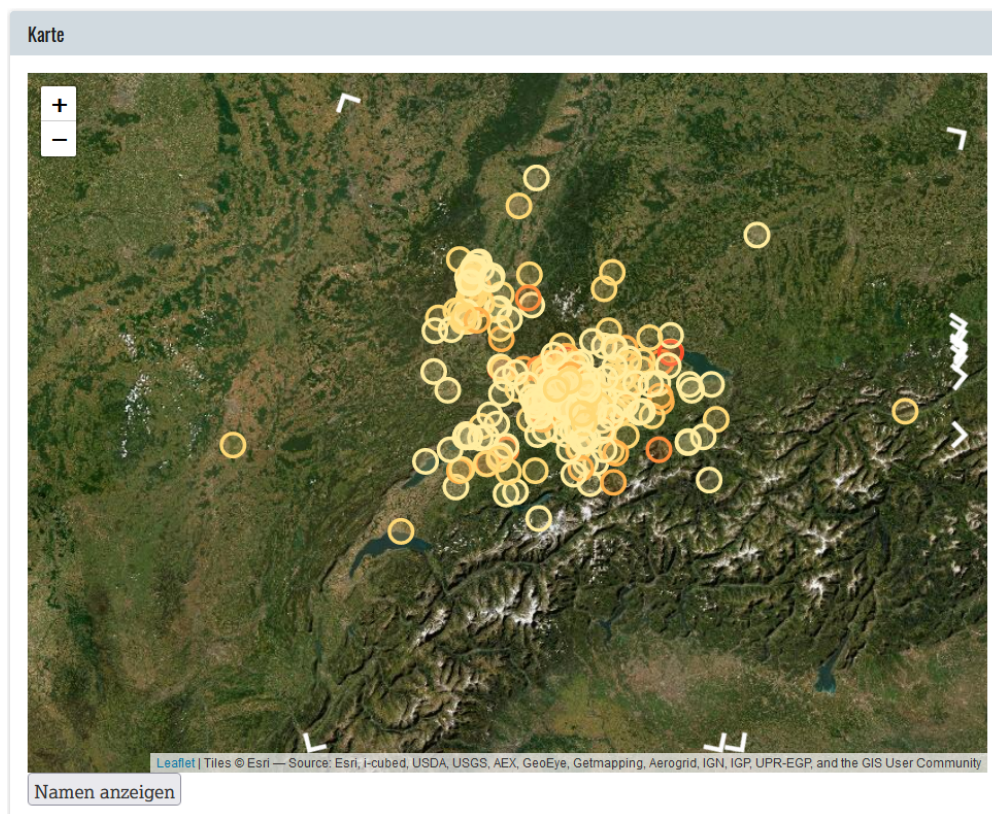 Karte
+
−
Leaflet | Tiles © Esri — Source: Esri, i-cubed, USDA, USGS, AEX, GeoEye, Getmapping, Aerogrid, IGN, IGP, UPR-EGP, and the GIS User Community
Namen anzeigen